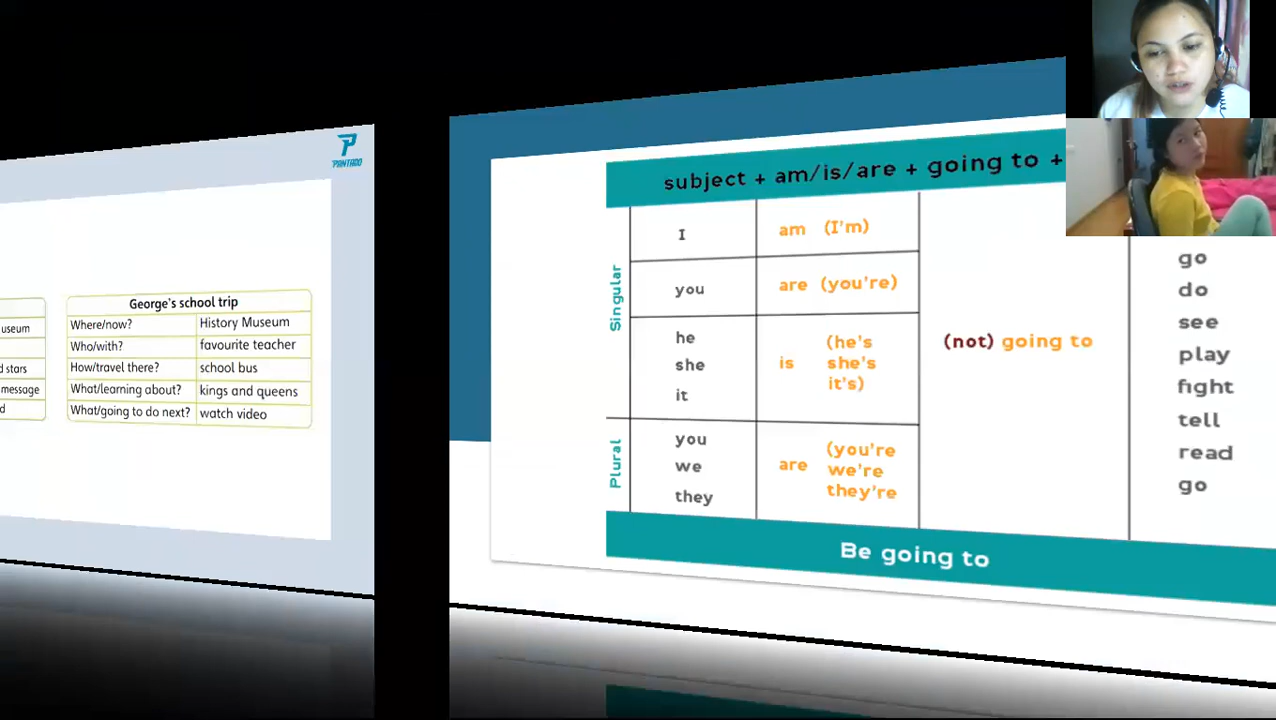 P
PANTARO
useum
d stars
message
d
George's school trip
Where/now? History Museum
Who/with? favourite teacher
How/travel there? school bus
What/learning about? kings and queens
What/going to do next? watch video
subject + am/is/are + going to +
Singular
I am (I'm)
you are (you're)
he (he's
she is she's
it it's)
(not) going to
Plural
you (you're
we are we're
they they're
go
do
see
play
fight
tell
read
go
Be going to